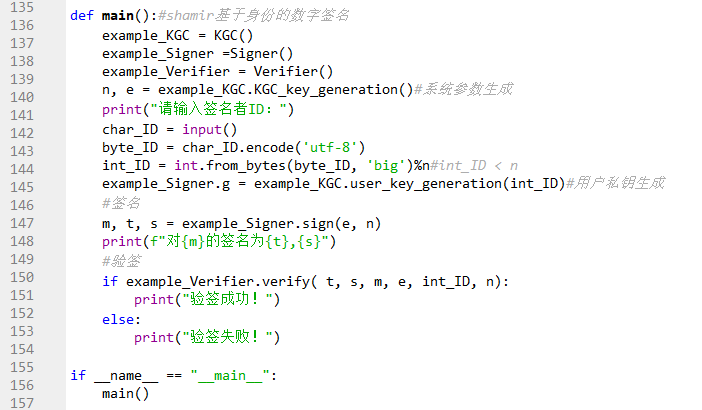 135
136 def main():#shamir基于身份的数字签名
137 example_KGC = KGC()
138 example_Signer =Signer()
139 example_Verifier = Verifier()
140 n, e = example_KGC.KGC_key_generation()#系统参数生成
141 print("请输入签名者ID：")
142 char_ID = input()
143 byte_ID = char_ID.encode('utf-8')
144 int_ID = int.from_bytes(byte_ID, 'big')%n#int_ID < n
145 example_Signer.g = example_KGC.user_key_generation(int_ID)#用户私钥生成
146 #签名
147 m, t, s = example_Signer.sign(e, n)
148 print(f"对{m}的签名为{t},{s}")
149 #验签
150 if example_Verifier.verify( t, s, m, e, int_ID, n):
151 print("验签成功！")
152 else:
153 print("验签失败！")
154
155 if __name__ == "__main__":
156 main()
157